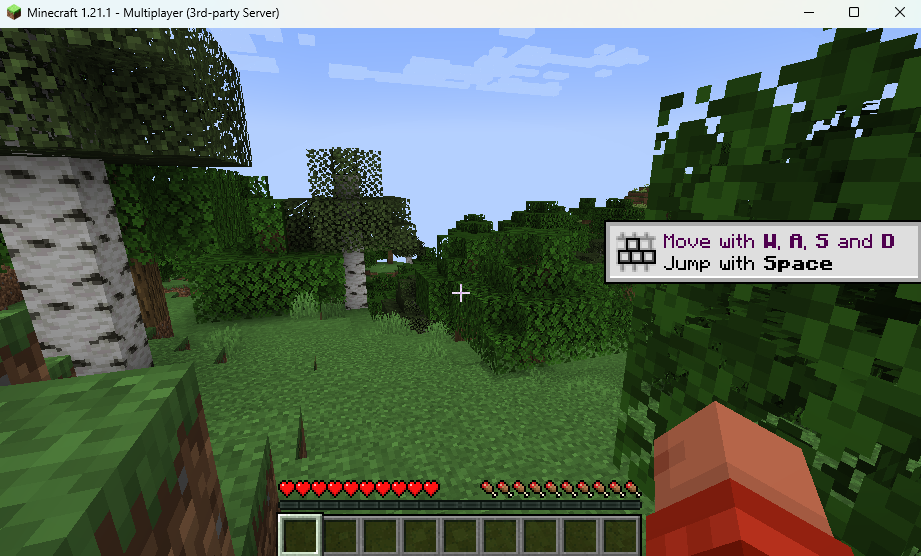 Minecraft 1.21.1 - Multiplayer (3rd-party Server)
Move with W, A, S and D
Jump with Space